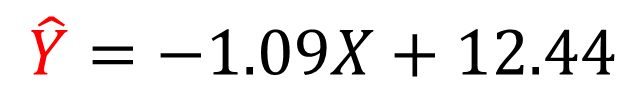 Ŷ = −1.09X + 12.44